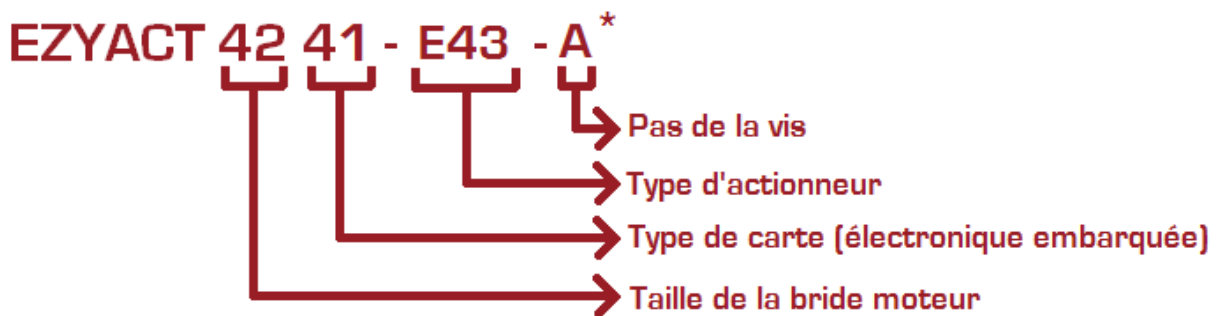 EZYACT 42 41 - E43 - A*
Pas de la vis
Type d'actionneur
Type de carte (électronique embarquée)
Taille de la bride moteur